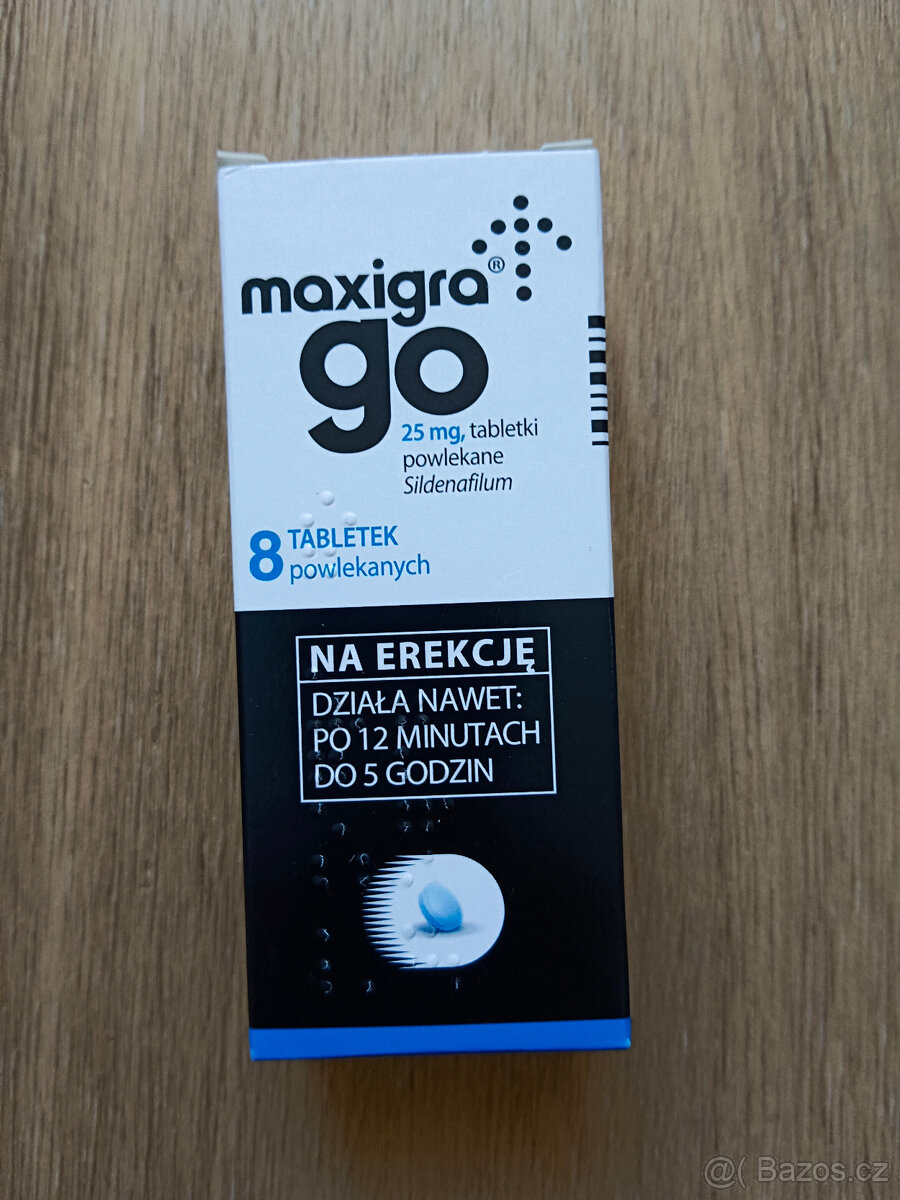 maxigra®
go
25 mg, tabletki
powlekane
Sildenafilum
8 TABLETEK
powlekanych
NA EREKCJĘ
DZIAŁA NAWET:
PO 12 MINUTACH
DO 5 GODZIN
@( Bazos.cz